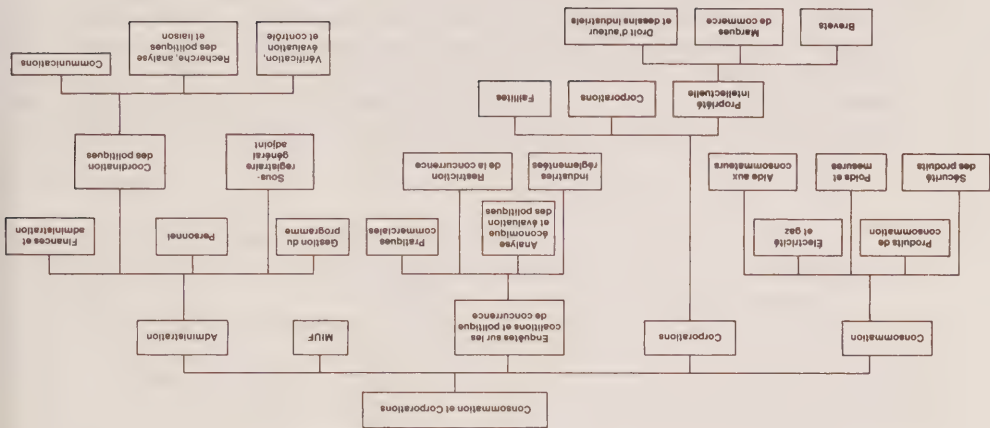 Consommation et Corporations
Consommation
Corporations
Enquêtes sur les
coalitions et politique
de concurrence
MIUF
Administration
Produits de
consommation
Électricité
et gaz
Analyse
économique
et évaluation
des politiques
Pratiques
commerciales
Gestion du
programme
Personnel
Finances et
administration
Sécurité
des produits
Poids et
mesures
Aide aux
consommateurs
Industries
réglementées
Restriction
de la concurrence
Sous-
registraire
général
adjoint
Coordination
des politiques
Propriété
Intellectuelle
Corporations
Faillites
Brevets
Marques
de commerce
Droit d'auteur
et dessins industriels
Vérification,
évaluation
et contrôle
Recherche, analyse
des politiques
et liaison
Communications